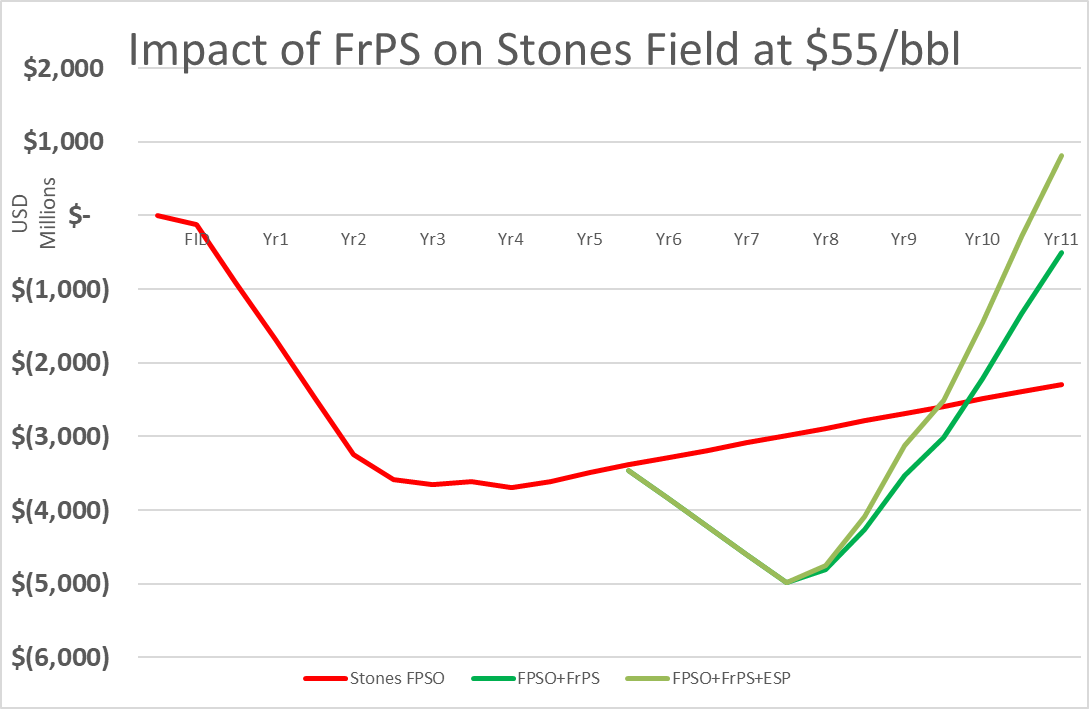 Impact of FrPS on Stones Field at $55/bbl
$2,000
$1,000
$-
$(1,000)
$(2,000)
$(3,000)
$(4,000)
$(5,000)
$(6,000)
USD
Millions
FID Yr1 Yr2 Yr3 Yr4 Yr5 Yr6 Yr7 Yr8 Yr9 Yr10 Yr11
Stones FPSO FPSO+FrPS FPSO+FrPS+ESP